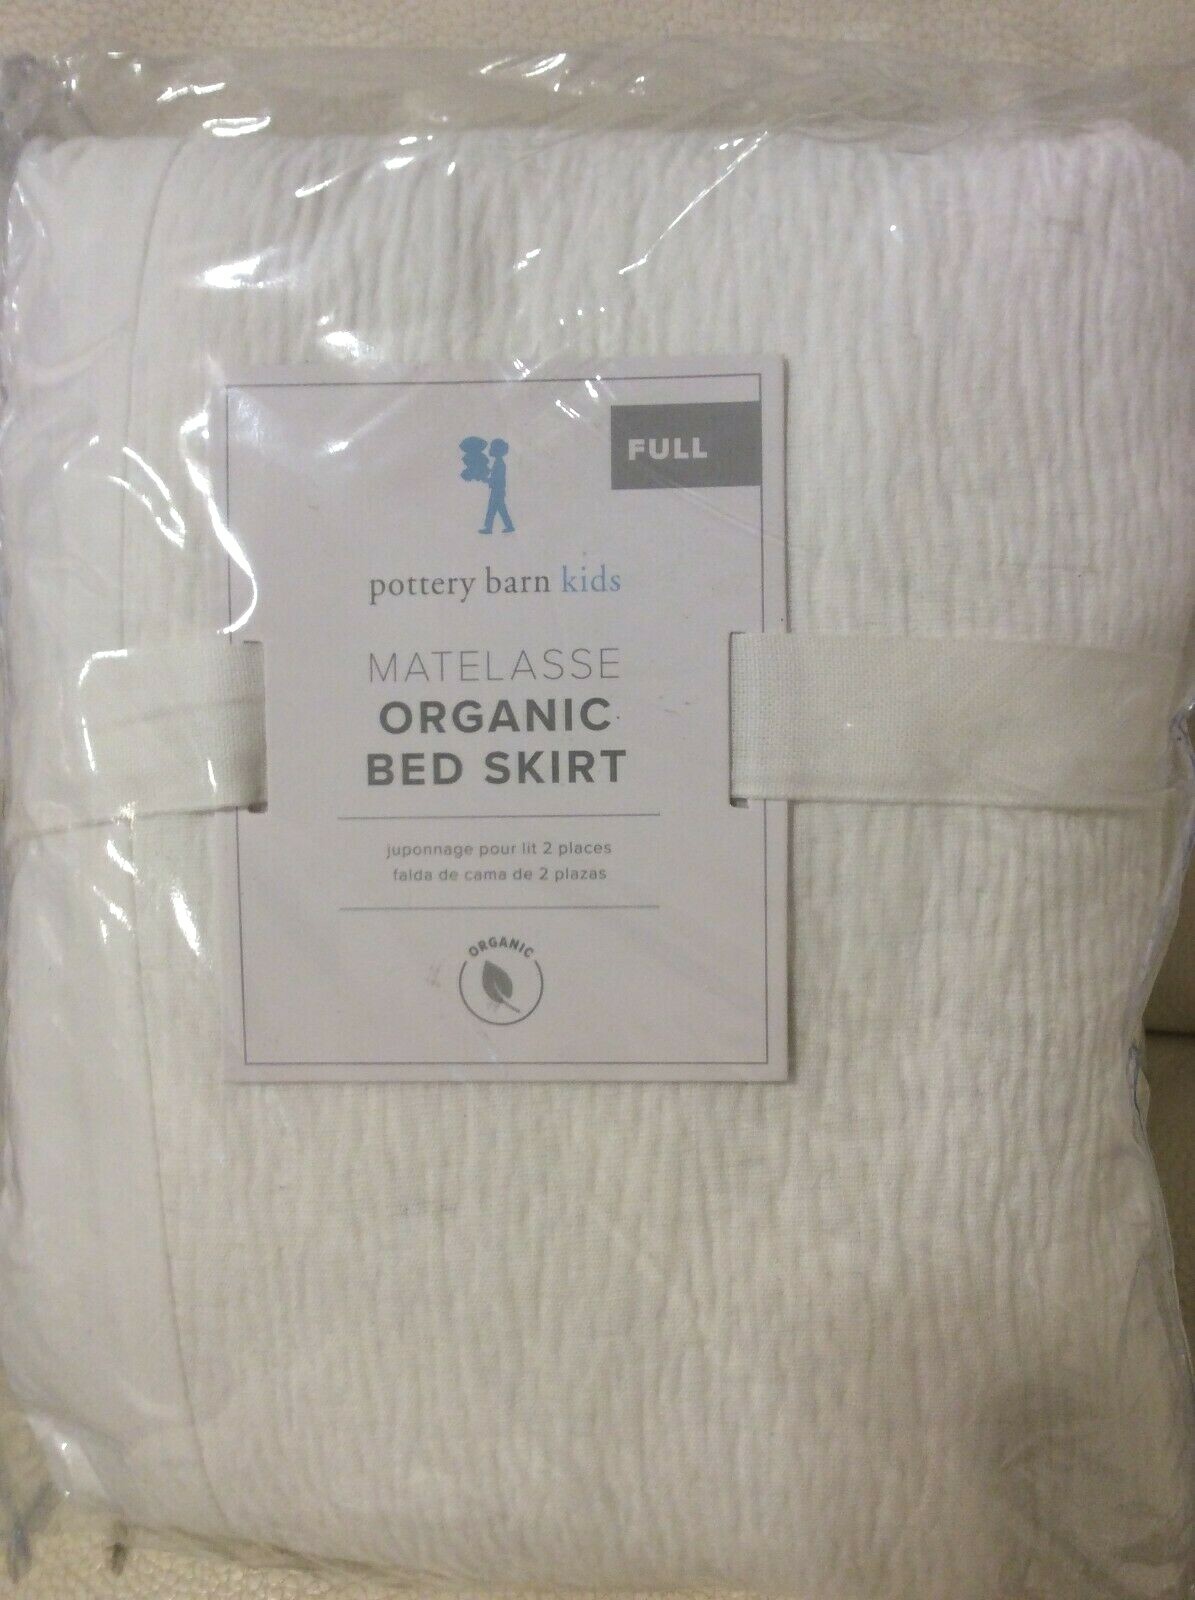 FULL
pottery barn kids
MATELASSE
ORGANIC
BED SKIRT
juponnage pour lit 2 places
falda de cama de 2 plazas
ORGANIC